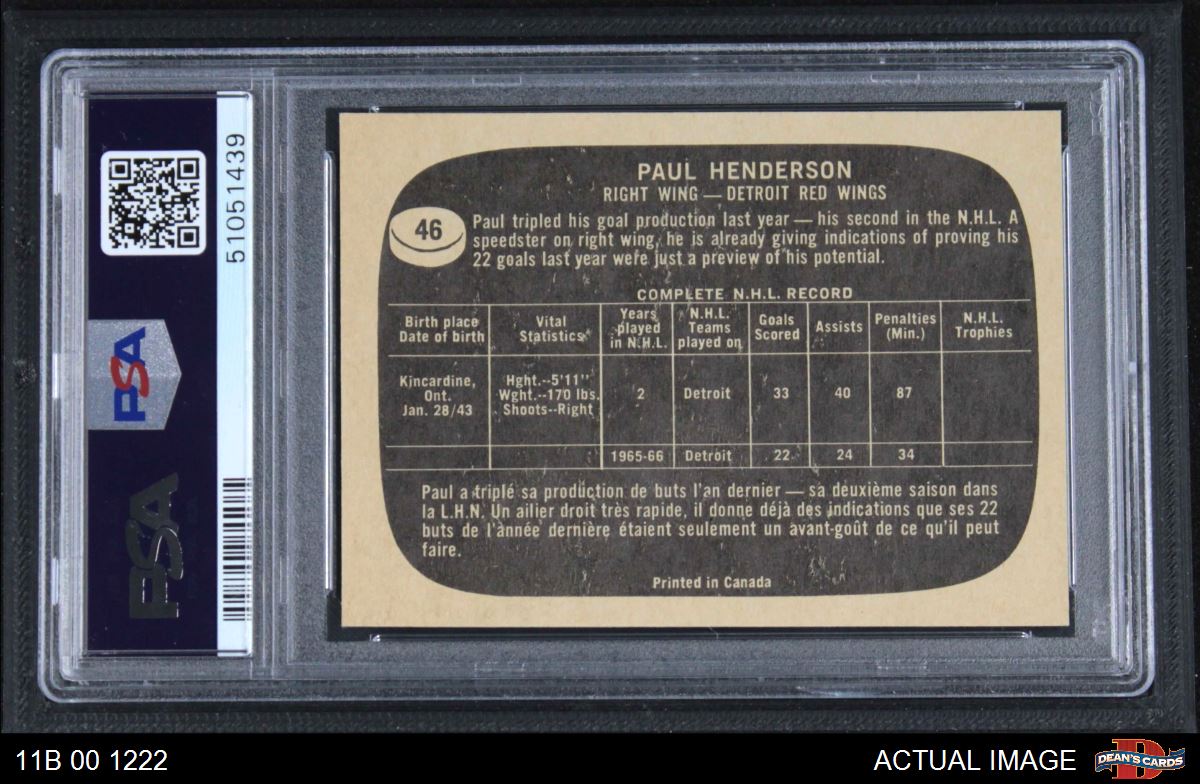 51051439
PSA
PSA
PAUL HENDERSON
RIGHT WING — DETROIT RED WINGS
46
Paul tripled his goal production last year — his second in the N.H.L. A
speedster on right wing, he is already giving indications of proving his
22 goals last year were just a preview of his potential.
COMPLETE N.H.L. RECORD
Birth place
Date of birth
Vital
Statistics
Years
played
in N.H.L.
N.H.L.
Teams
played on
Goals
Scored
Assists
Penalties
(Min.)
N.H.L.
Trophies
Kincardine,
Ont.
Jan. 28/43
Hght.--5'11"
Wght.--170 lbs.
Shoots--Right
2
Detroit
33
40
87
1965-66
Detroit
22
24
34
Paul a triplé sa production de buts l'an dernier — sa deuxième saison dans
la L.H.N. Un ailier droit très rapide, il donne déjà des indications que ses 22
buts de l'année dernière étaient seulement un avant-goût de ce qu'il peut
faire.
Printed in Canada
11B 00 1222
ACTUAL IMAGE
D
DEAN'S CARDS